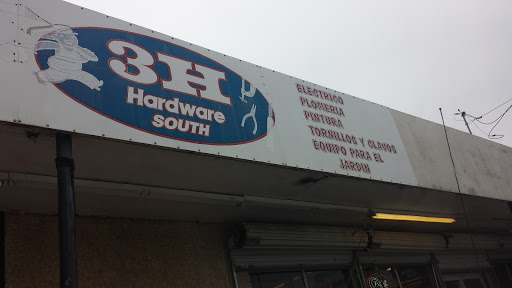 3H
Hardware
SOUTH
ELECTRICO
PLOMERIA
PINTURA
TORNILLOS Y CLAVOS
EQUIPO PARA EL
JARDIN